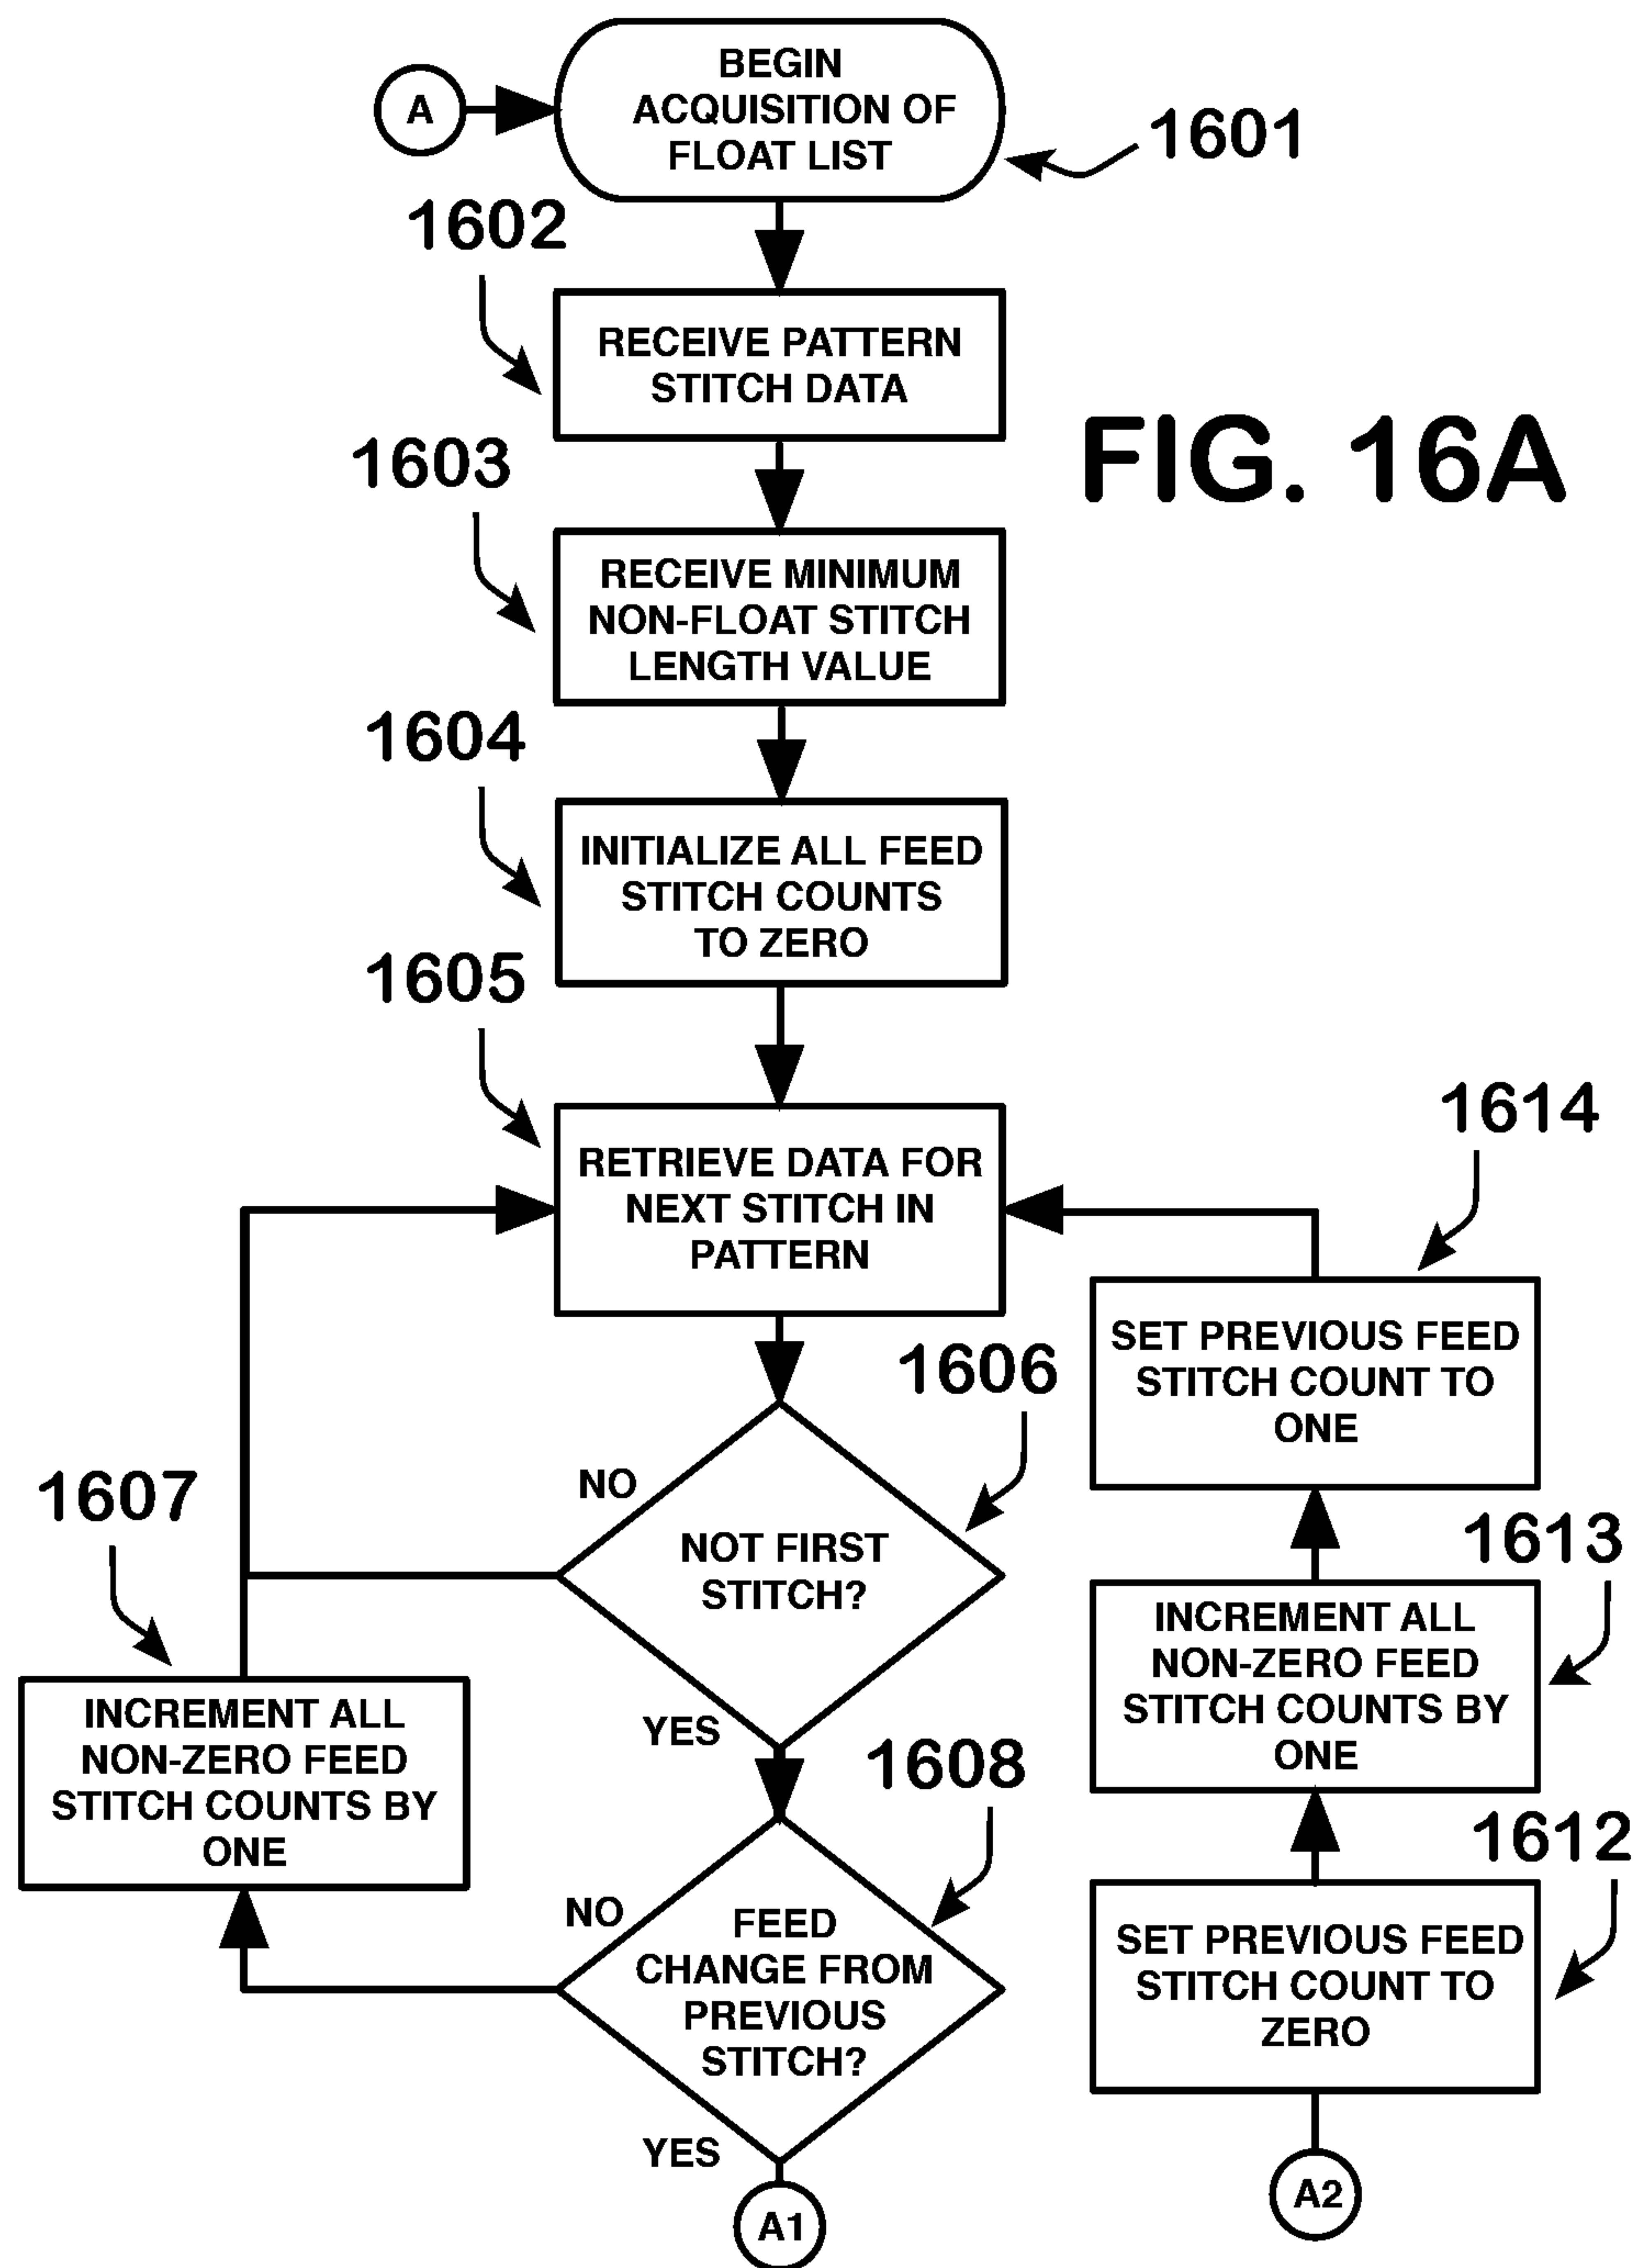 BEGIN
A
ACQUISITION OF
FLOAT LIST
1601
1602
RECEIVE PATTERN
STITCH DATA
FIG. 16A
1603
RECEIVE MINIMUM
NON-FLOAT STITCH
LENGTH VALUE
1604
INITIALIZE ALL FEED
STITCH COUNTS
TO ZERO
1605
RETRIEVE DATA FOR
NEXT STITCH IN
PATTERN
1614
SET PREVIOUS FEED
STITCH COUNT TO
ONE
1606
NO
NOT FIRST
STITCH?
YES
1607
INCREMENT ALL
NON-ZERO FEED
STITCH COUNTS BY
ONE
1613
INCREMENT ALL
NON-ZERO FEED
STITCH COUNTS BY
ONE
1608
NO
FEED
CHANGE FROM
PREVIOUS
STITCH?
YES
1612
SET PREVIOUS FEED
STITCH COUNT TO
ZERO
A1
A2